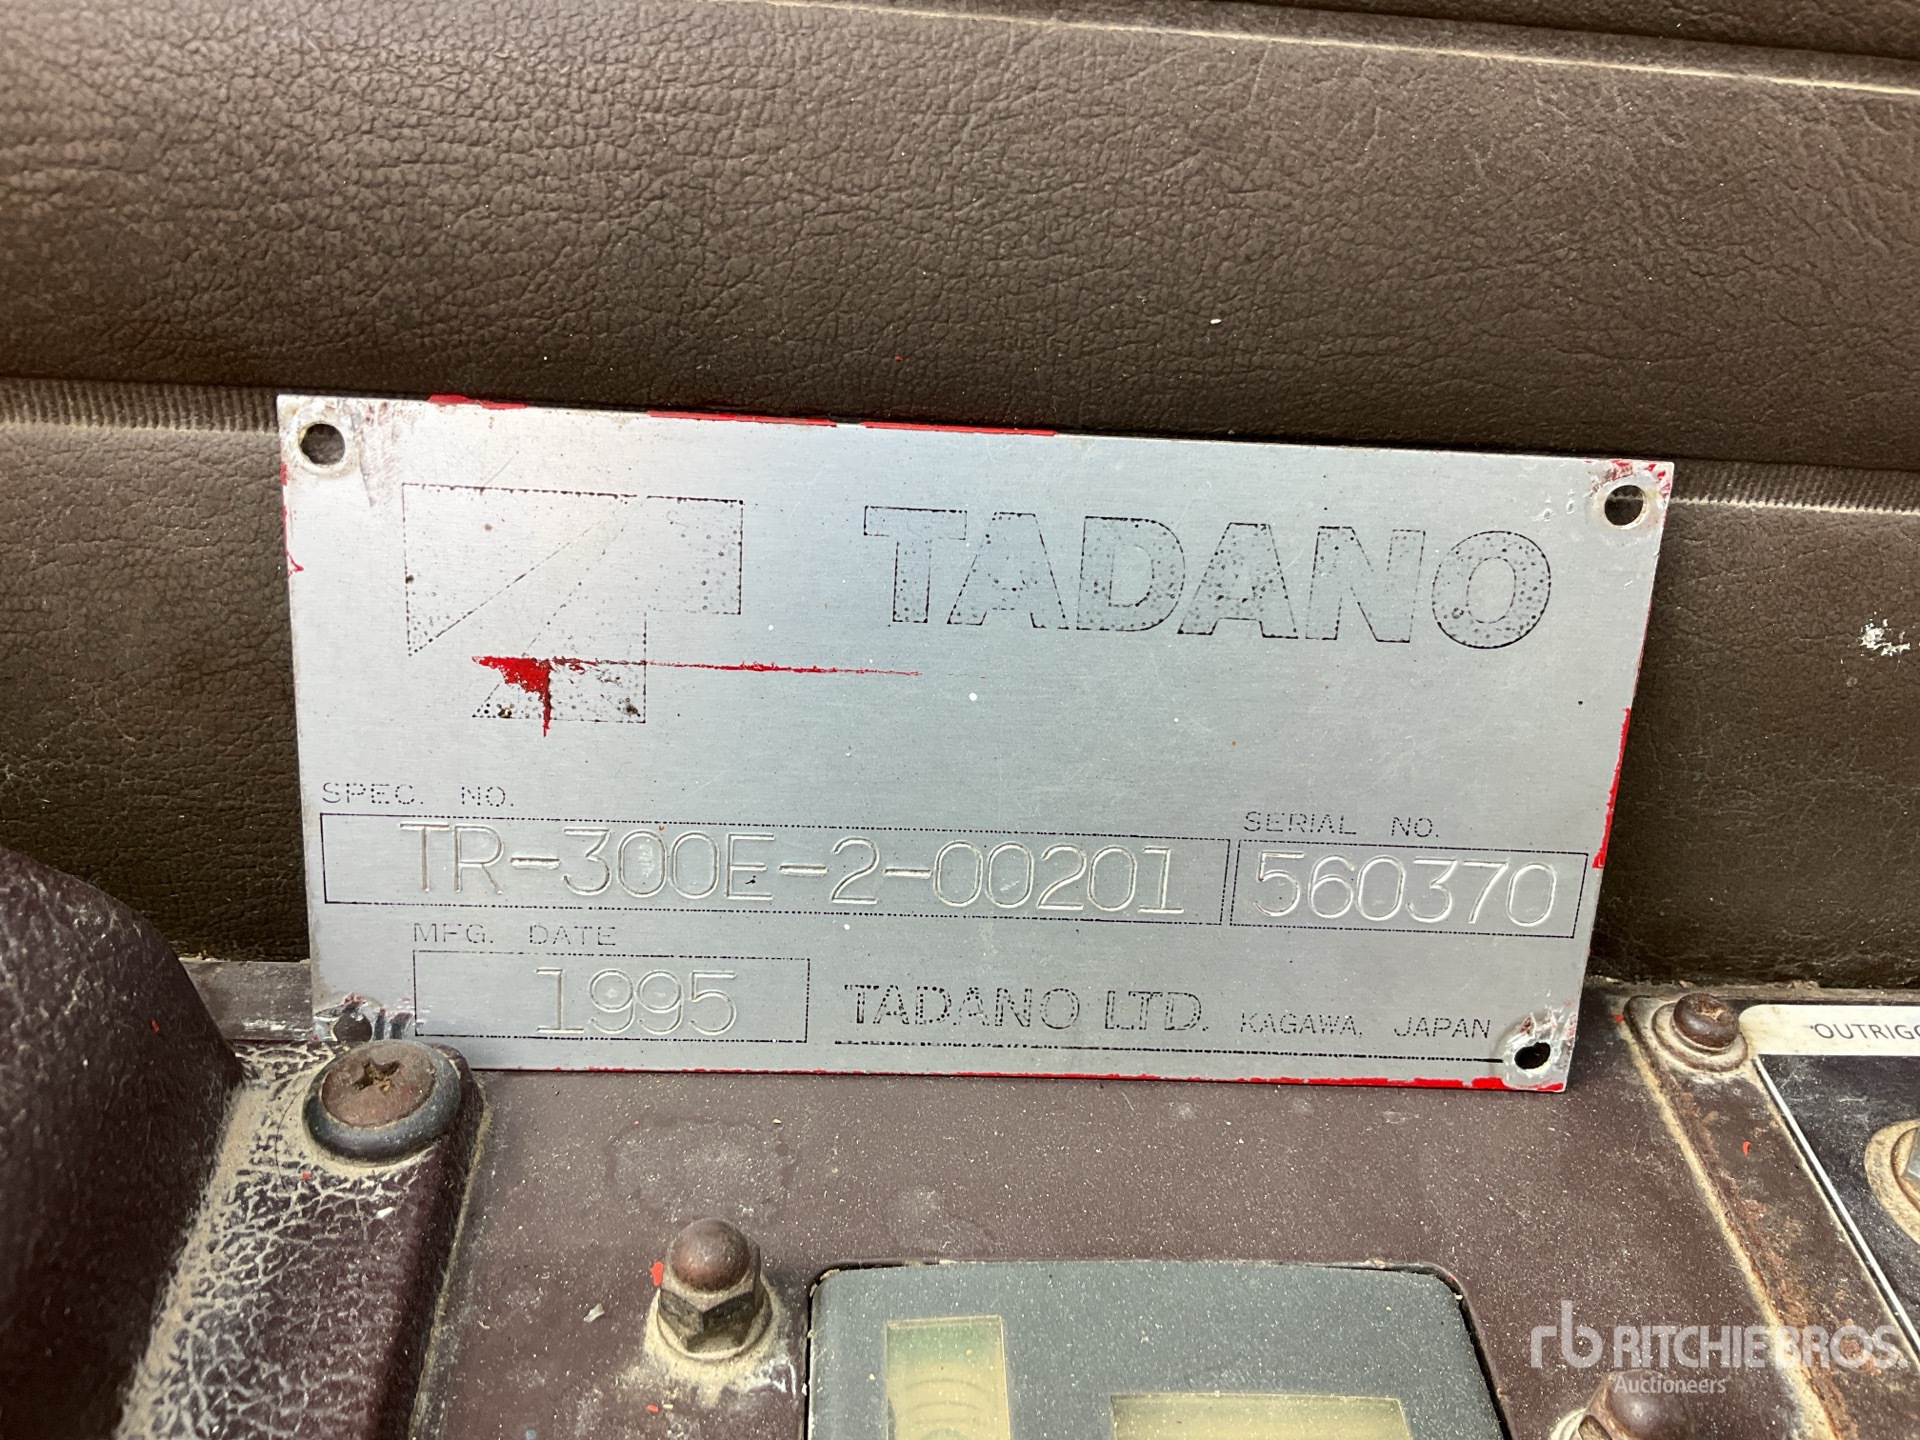 TADANO
SPEC. NO.
TR-300E-2-00201
SERIAL NO.
560370
MFG. DATE
1995
TADANO LTD. KAGAWA, JAPAN
rb RITCHIE BROS.
Auctioneers